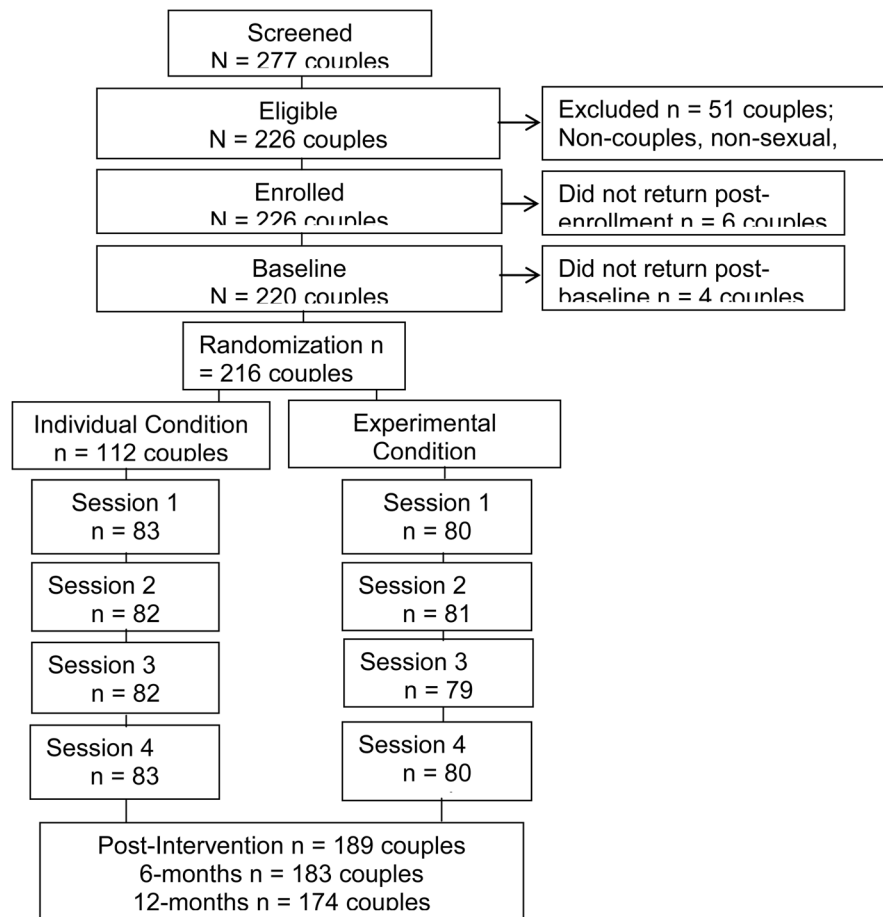 Screened
N = 277 couples
Eligible
N = 226 couples
Excluded n = 51 couples;
Non-couples, non-sexual,
Enrolled
N = 226 couples
Did not return post-
enrollment n = 6 couples
Baseline
N = 220 couples
Did not return post-
baseline n = 4 couples
Randomization n
= 216 couples
Individual Condition
n = 112 couples
Experimental
Condition
Session 1
n = 83
Session 1
n = 80
Session 2
n = 82
Session 2
n = 81
Session 3
n = 82
Session 3
n = 79
Session 4
n = 83
Session 4
n = 80
Post-Intervention n = 189 couples
6-months n = 183 couples
12-months n = 174 couples